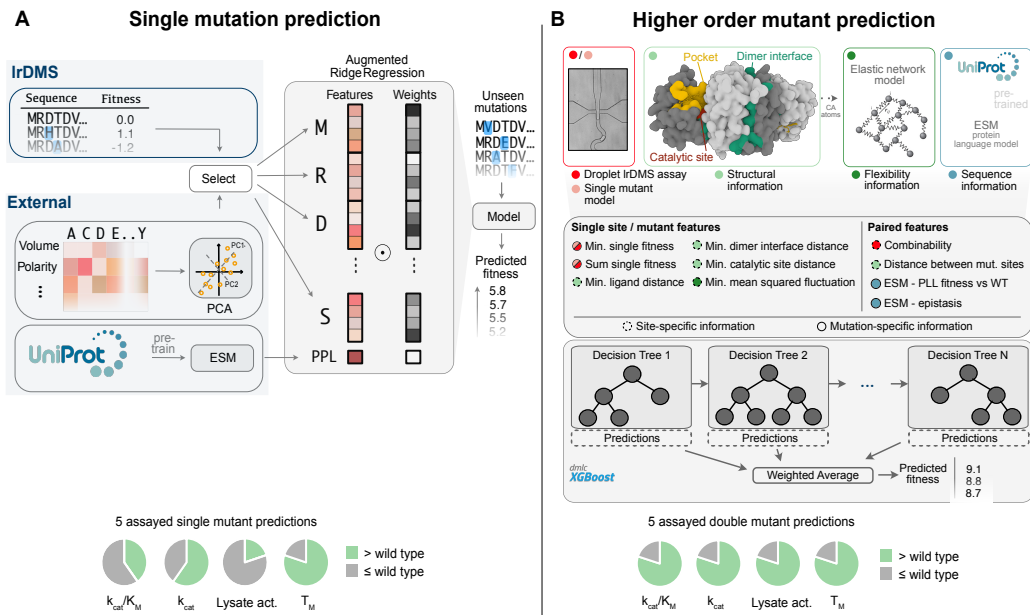 A
Single mutation prediction
lrDMS
Sequence Fitness
MRDTDV... 0.0
MRHTDV... 1.1
MRDADV... -1.2
Select
External
A C D E..Y
Volume
Polarity
...
PC1
PC2
PCA
UniProt
pre-
train
ESM
Augmented
Ridge Regression
Features Weights
M
R
D
S
PPL
Unseen
mutations
MVDTDV...
MRDEDV...
MRATDV...
MRDTFV...
Model
Predicted
fitness
5.8
5.7
5.5
5.2
5 assayed single mutant predictions
> wild type
≤ wild type
kcat/KM
kcat
Lysate act.
TM
B
Higher order mutant prediction
/
Pocket
Dimer interface
Catalytic site
CA
atoms
Elastic network
model
UniProt
pre-
trained
ESM
protein
language model
Droplet lrDMS assay
Single mutant
model
Structural
information
Flexibility
information
Sequence
information
Single site / mutant features
Min. single fitness
Sum single fitness
Min. ligand distance
Min. dimer interface distance
Min. catalytic site distance
Min. mean squared fluctuation
Paired features
Combinability
Distance between mut. sites
ESM - PLL fitness vs WT
ESM - epistasis
Site-specific information
Mutation-specific information
Decision Tree 1
Decision Tree 2
...
Decision Tree N
Predictions
Predictions
Predictions
dmlc
XGBoost
Weighted Average
Predicted
fitness
9.1
8.8
8.7
5 assayed double mutant predictions
> wild type
≤ wild type
kcat/KM
kcat
Lysate act.
TM